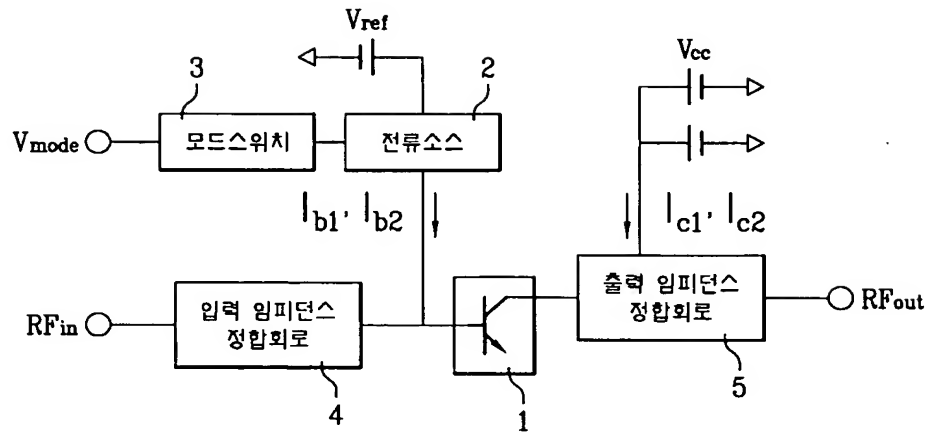 Vref
Vcc
3
2
Vmode
모드스위치
전류소스
Ib1, Ib2
Ic1, Ic2
RFin
입력 임피던스
정합회로
출력 임피던스
정합회로
RFout
4
1
5